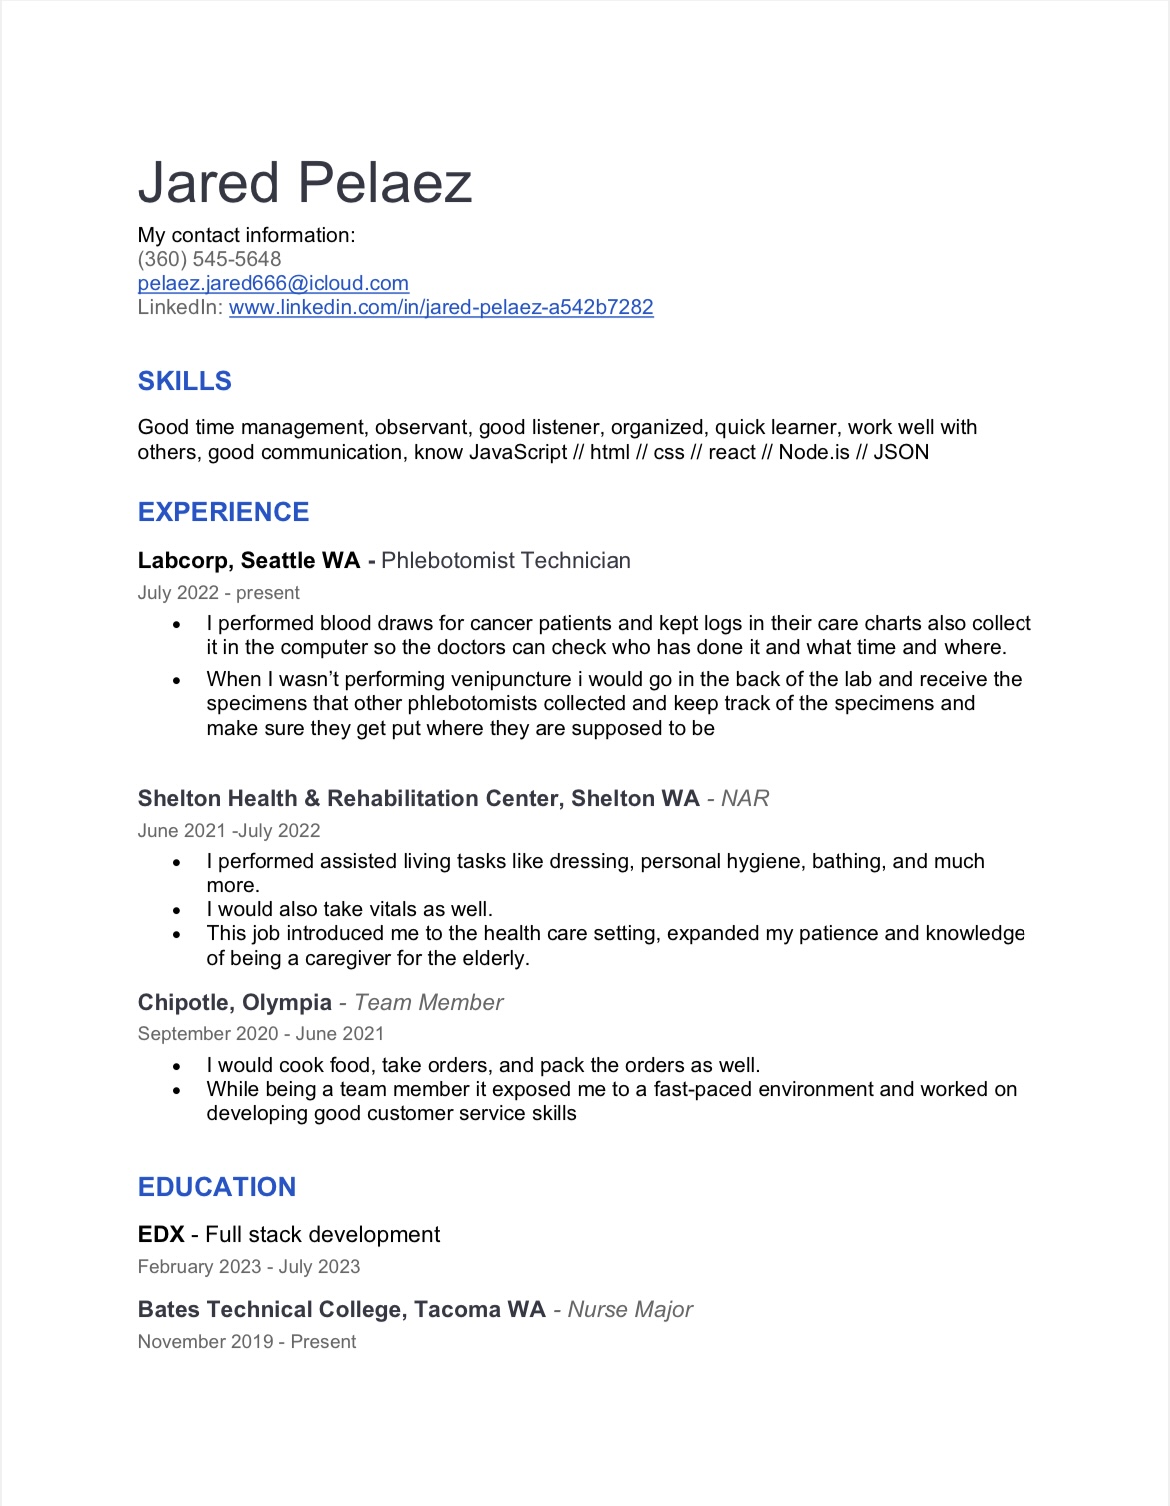 Jared Pelaez
My contact information:
(360) 545-5648
pelaez.jared666@icloud.com
LinkedIn: www.linkedin.com/in/jared-pelaez-a542b7282
SKILLS
Good time management, observant, good listener, organized, quick learner, work well with
others, good communication, know JavaScript // html // css // react // Node.is // JSON
EXPERIENCE
Labcorp, Seattle WA - Phlebotomist Technician
July 2022 - present
• I performed blood draws for cancer patients and kept logs in their care charts also collect
it in the computer so the doctors can check who has done it and what time and where.
• When I wasn’t performing venipuncture i would go in the back of the lab and receive the
specimens that other phlebotomists collected and keep track of the specimens and
make sure they get put where they are supposed to be
Shelton Health & Rehabilitation Center, Shelton WA - NAR
June 2021 -July 2022
• I performed assisted living tasks like dressing, personal hygiene, bathing, and much
more.
• I would also take vitals as well.
• This job introduced me to the health care setting, expanded my patience and knowledge
of being a caregiver for the elderly.
Chipotle, Olympia - Team Member
September 2020 - June 2021
• I would cook food, take orders, and pack the orders as well.
• While being a team member it exposed me to a fast-paced environment and worked on
developing good customer service skills
EDUCATION
EDX - Full stack development
February 2023 - July 2023
Bates Technical College, Tacoma WA - Nurse Major
November 2019 - Present